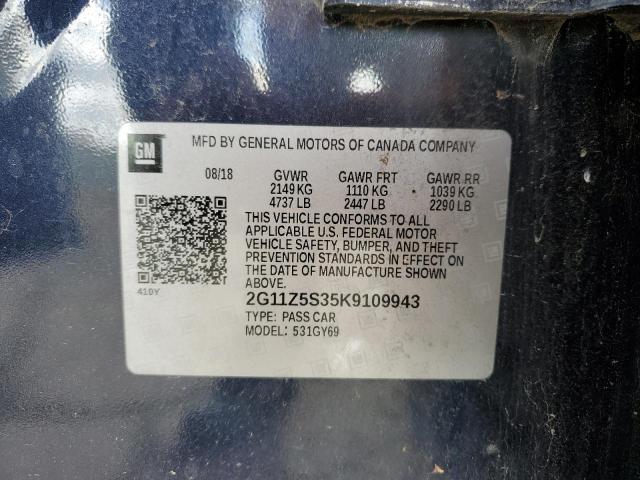 GM
MFD BY GENERAL MOTORS OF CANADA COMPANY
08/18 GVWR GAWR FRT GAWR RR
2149 KG 1110 KG 1039 KG
4737 LB 2447 LB 2290 LB
THIS VEHICLE CONFORMS TO ALL
APPLICABLE U.S. FEDERAL MOTOR
VEHICLE SAFETY, BUMPER, AND THEFT
PREVENTION STANDARDS IN EFFECT ON
THE DATE OF MANUFACTURE SHOWN
ABOVE.
410Y
2G11Z5S35K9109943
TYPE: PASS CAR
MODEL: 531GY69